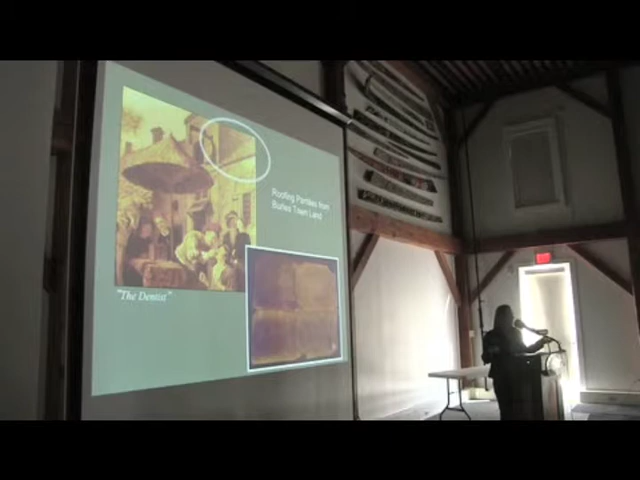 Roofing Pantiles from
Burles Town Land
"The Dentist"